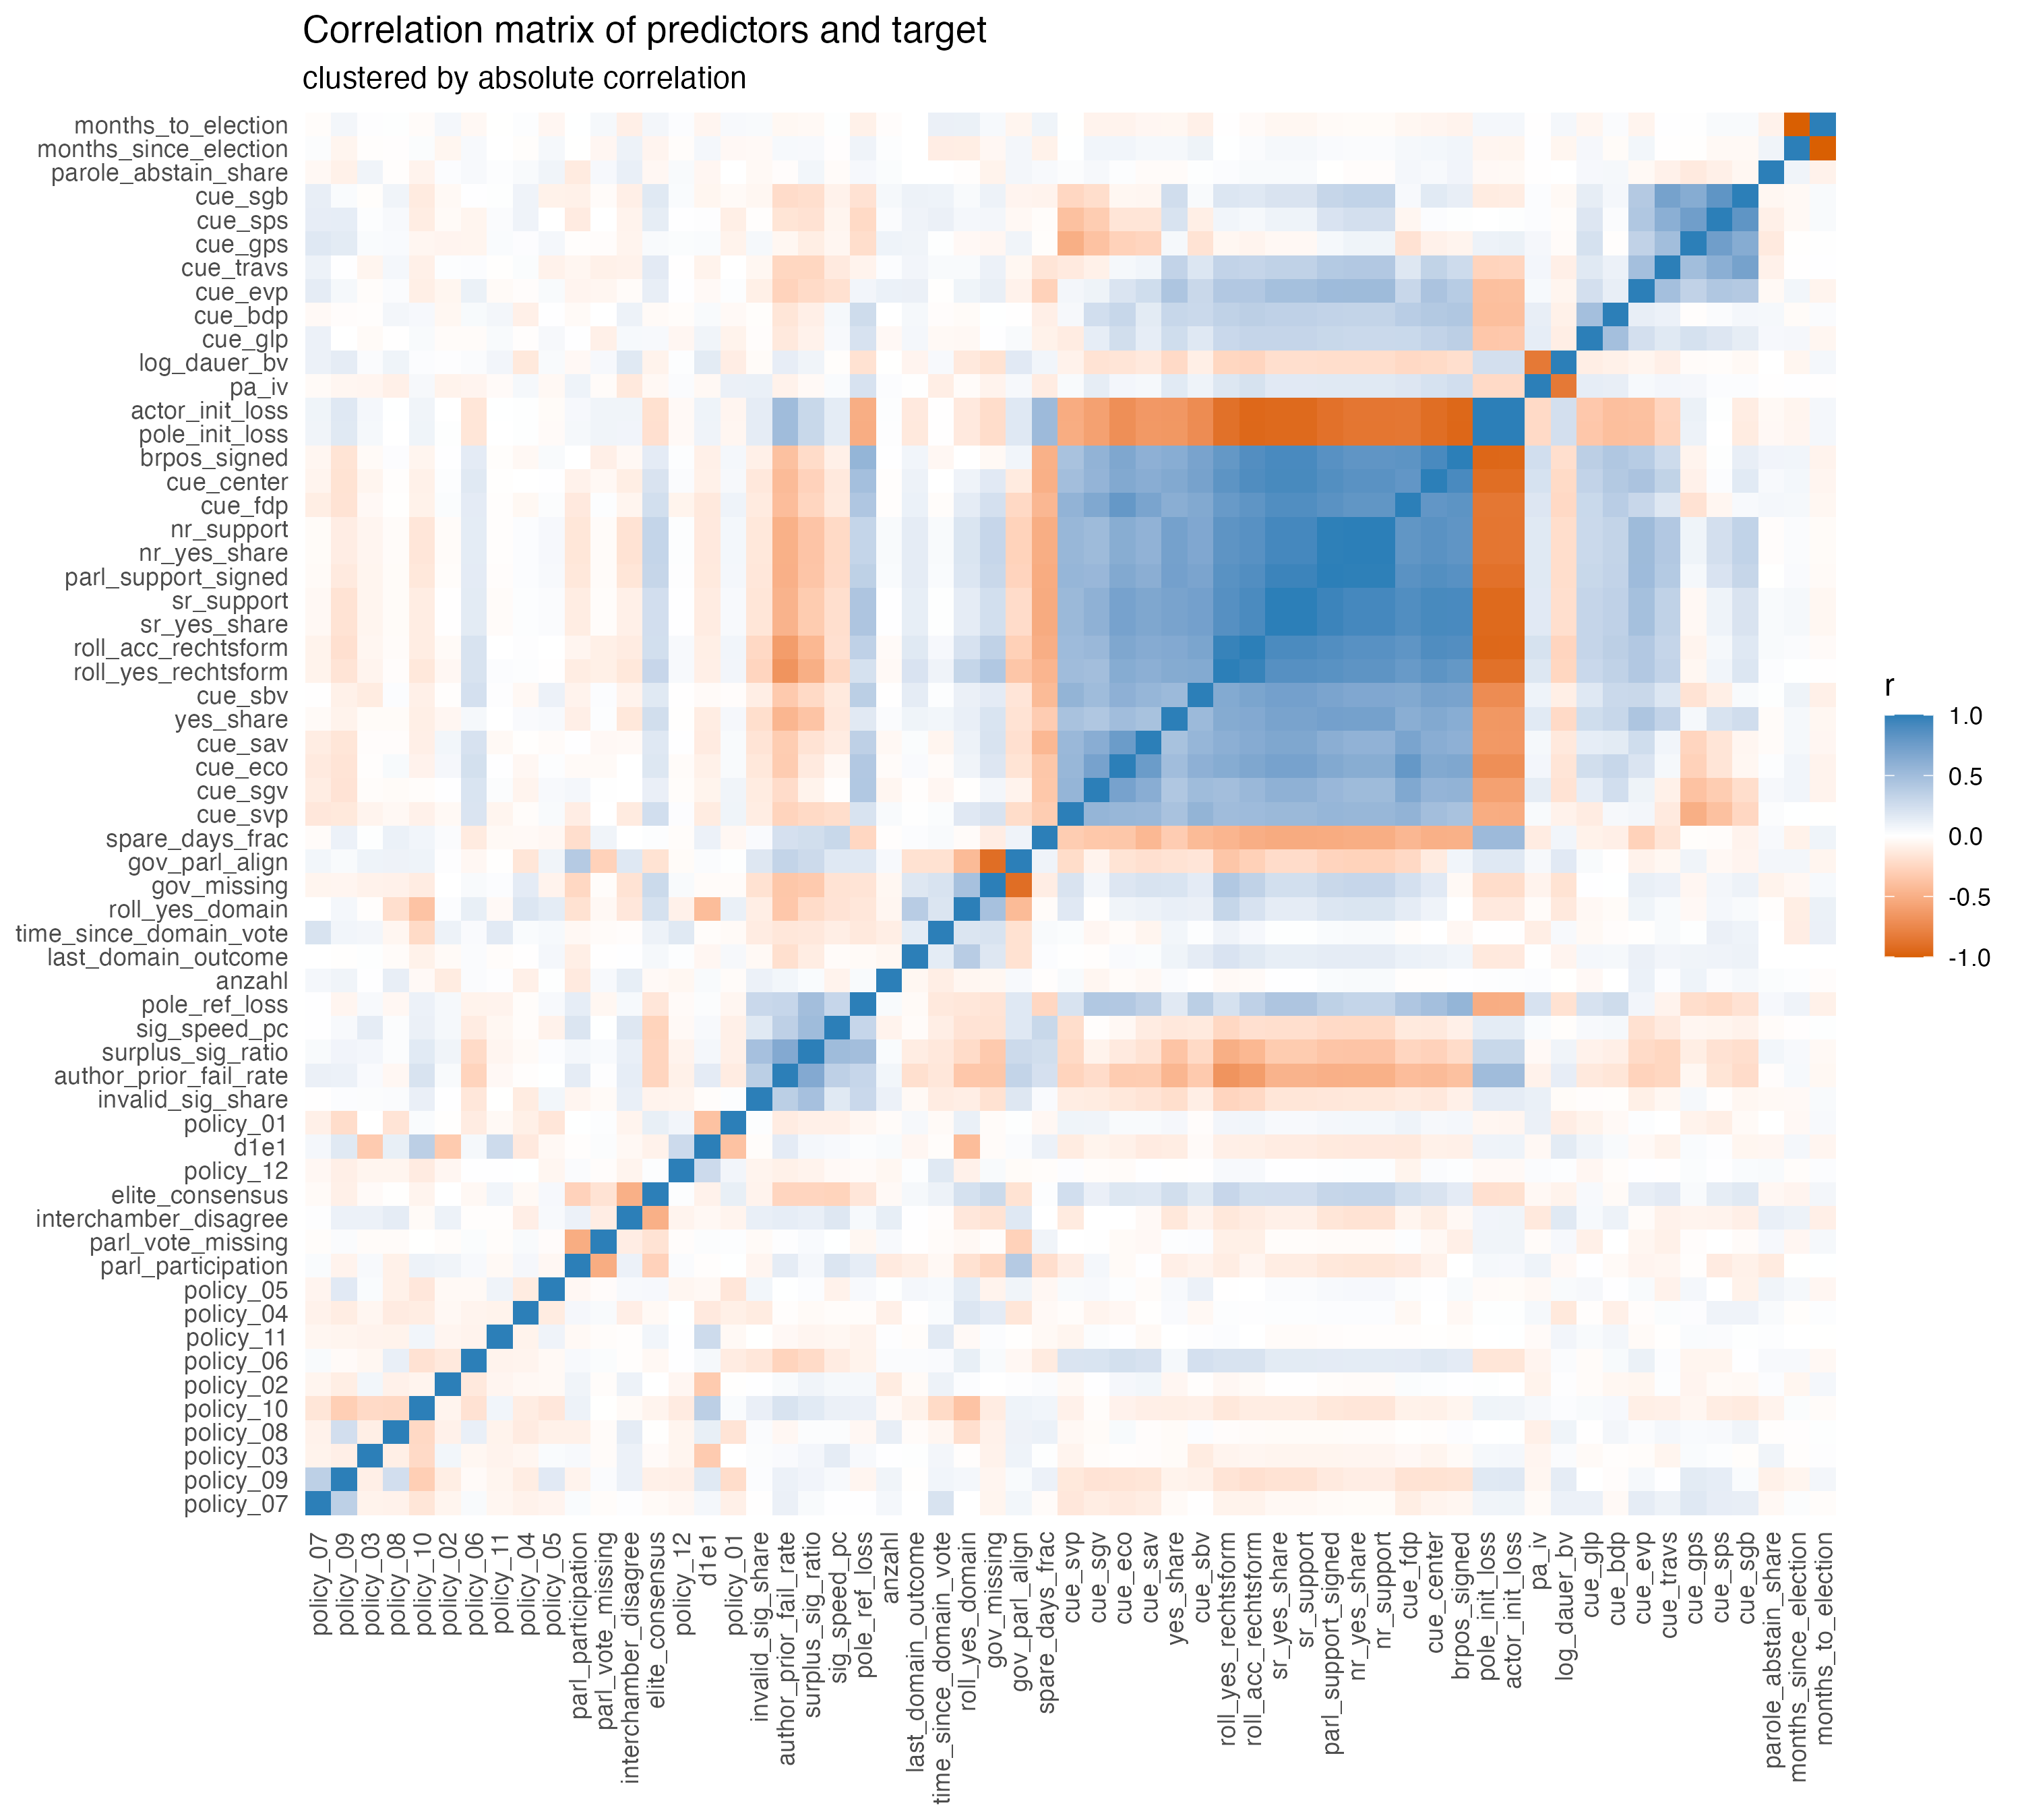 Correlation matrix of predictors and target
clustered by absolute correlation
months_to_election
months_since_election
parole_abstain_share
cue_sgb
cue_sps
cue_gps
cue_travs
cue_evp
cue_bdp
cue_glp
log_dauer_bv
pa_iv
actor_init_loss
pole_init_loss
brpos_signed
cue_center
cue_fdp
nr_support
nr_yes_share
parl_support_signed
sr_support
sr_yes_share
roll_acc_rechtsform
roll_yes_rechtsform
cue_sbv
yes_share
cue_sav
cue_eco
cue_sgv
cue_svp
spare_days_frac
gov_parl_align
gov_missing
roll_yes_domain
time_since_domain_vote
last_domain_outcome
anzahl
pole_ref_loss
sig_speed_pc
surplus_sig_ratio
author_prior_fail_rate
invalid_sig_share
policy_01
d1e1
policy_12
elite_consensus
interchamber_disagree
parl_vote_missing
parl_participation
policy_05
policy_04
policy_11
policy_06
policy_02
policy_10
policy_08
policy_03
policy_09
policy_07
policy_07
policy_09
policy_03
policy_08
policy_10
policy_02
policy_06
policy_11
policy_04
policy_05
parl_participation
parl_vote_missing
interchamber_disagree
elite_consensus
policy_12
d1e1
policy_01
invalid_sig_share
author_prior_fail_rate
surplus_sig_ratio
sig_speed_pc
pole_ref_loss
anzahl
last_domain_outcome
time_since_domain_vote
roll_yes_domain
gov_missing
gov_parl_align
spare_days_frac
cue_svp
cue_sgv
cue_eco
cue_sav
yes_share
cue_sbv
roll_yes_rechtsform
roll_acc_rechtsform
sr_yes_share
sr_support
parl_support_signed
nr_yes_share
nr_support
cue_fdp
cue_center
brpos_signed
pole_init_loss
actor_init_loss
pa_iv
log_dauer_bv
cue_glp
cue_bdp
cue_evp
cue_travs
cue_gps
cue_sps
cue_sgb
parole_abstain_share
months_since_election
months_to_election
r
1.0
0.5
0.0
-0.5
-1.0